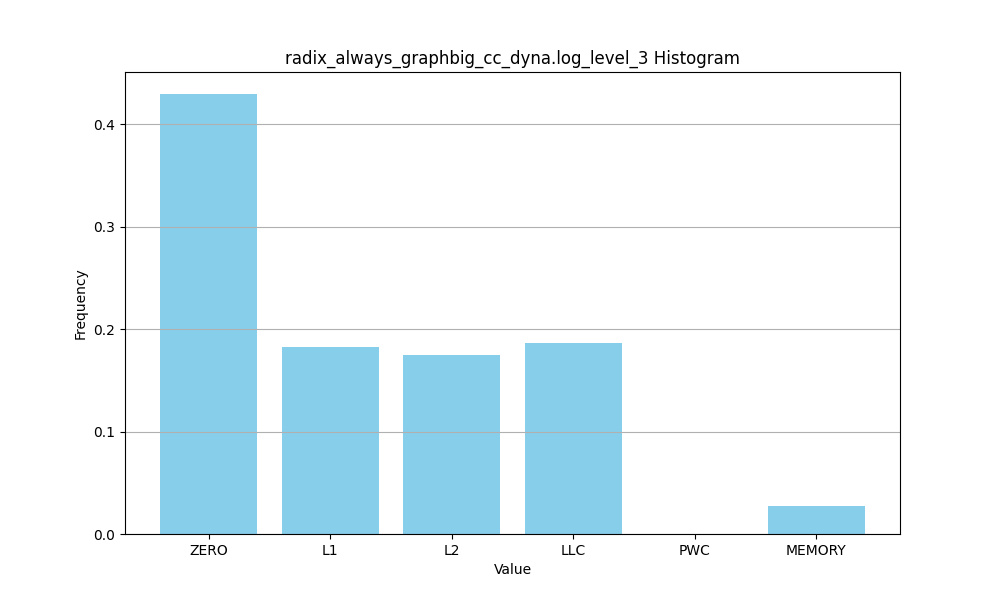 radix_always_graphbig_cc_dyna.log_level_3 Histogram
Frequency
0.4
0.3
0.2
0.1
0.0
ZERO L1 L2 LLC PWC MEMORY
Value